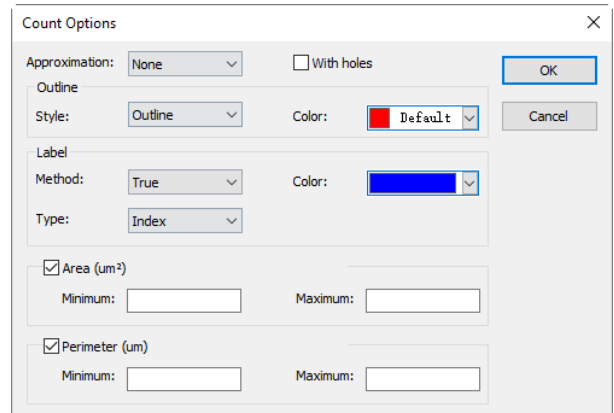 Count Options
Approximation: None With holes OK
Outline
Style: Outline Color: Default Cancel
Label
Method: True Color:
Type: Index
Area (um²)
Minimum: Maximum:
Perimeter (um)
Minimum: Maximum: